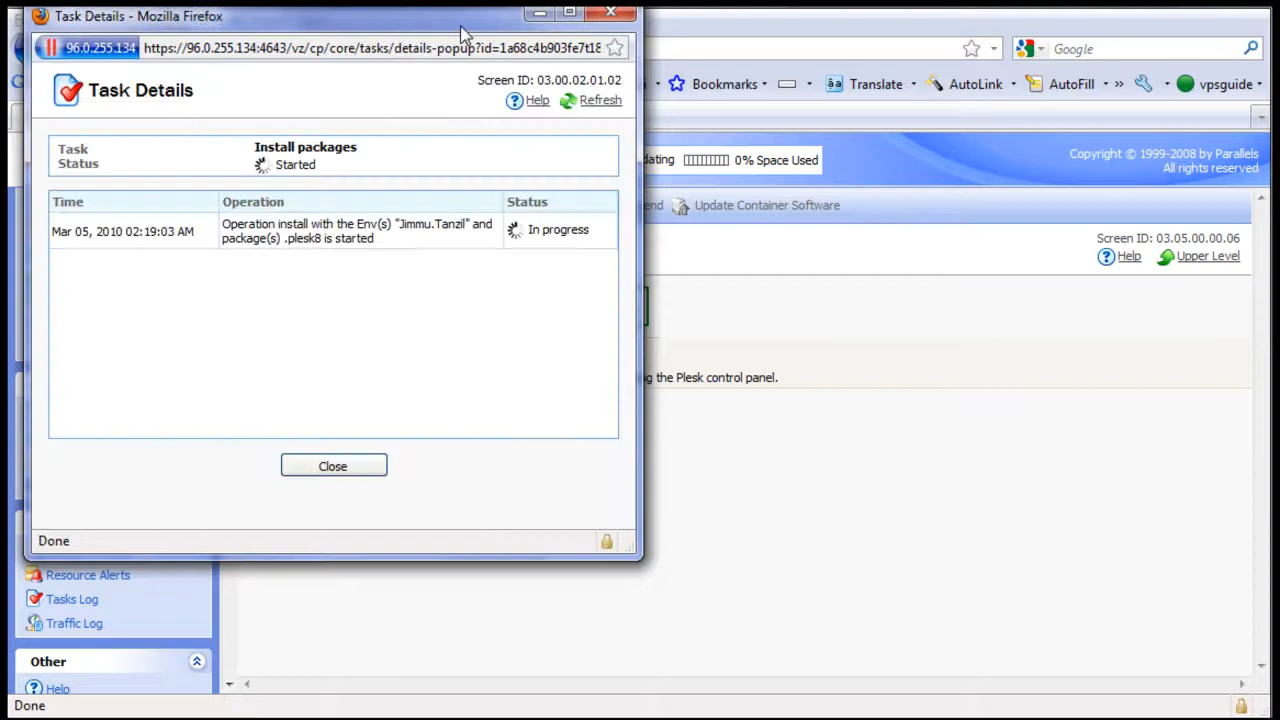 Task Details - Mozilla Firefox
96.0.255.134 https://96.0.255.134:4643/vz/cp/core/tasks/details-popup?id=1a68c4b903fe7t18
Google
Bookmarks
Translate
AutoLink
AutoFill
»
vpsguide
Screen ID: 03.00.02.01.02
Task Details
Help Refresh
Task Install packages
Status Started
Time Operation Status
Mar 05, 2010 02:19:03 AM
Operation install with the Env(s) "Jimmu.Tanzil" and
package(s) .plesk8 is started
In progress
Close
Done
dating 0% Space Used
Copyright © 1999-2008 by Parallels
All rights reserved
end Update Container Software
Screen ID: 03.05.00.00.06
Help Upper Level
g the Plesk control panel.
Resource Alerts
Tasks Log
Traffic Log
Other
Help
Done